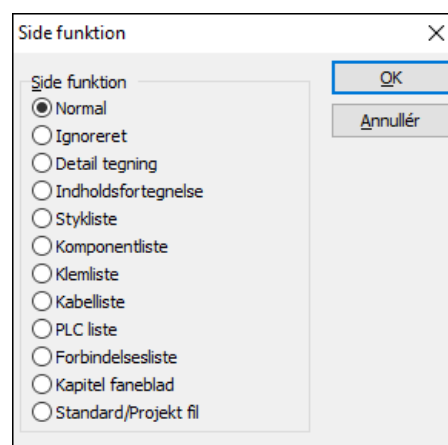 Side funktion
Side funktion
OK
Annullér
Normal
Ignoreret
Detail tegning
Indholdsfortegnelse
Stykliste
Komponentliste
Klemliste
Kabelliste
PLC liste
Forbindelsesliste
Kapitel faneblad
Standard/Projekt fil